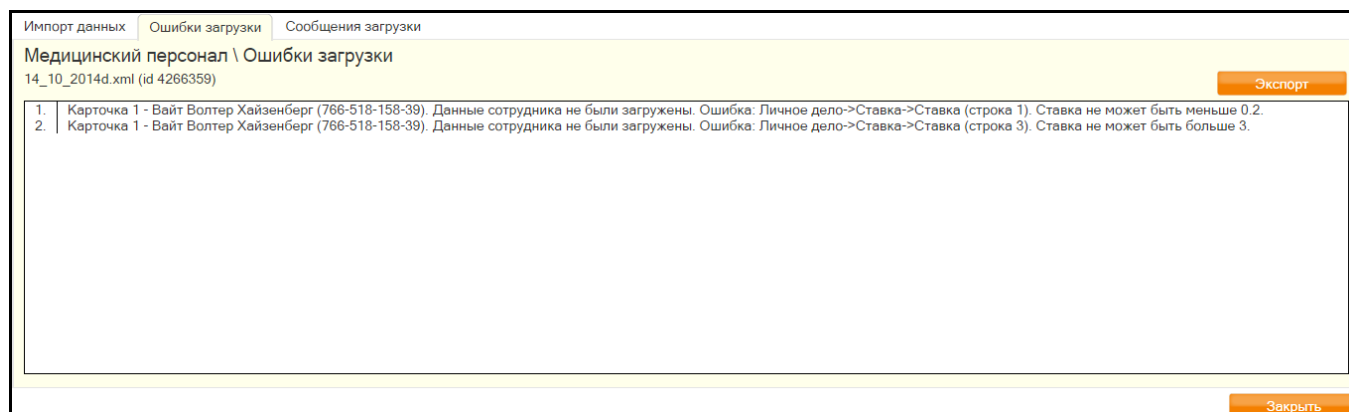 Импорт данных Ошибки загрузки Сообщения загрузки
Медицинский персонал \ Ошибки загрузки
14_10_2014d.xml (id 4266359)
Экспорт
1. Карточка 1 - Вайт Волтер Хайзенберг (766-518-158-39). Данные сотрудника не были загружены. Ошибка: Личное дело->Ставка->Ставка (строка 1). Ставка не может быть меньше 0.2.
2. Карточка 1 - Вайт Волтер Хайзенберг (766-518-158-39). Данные сотрудника не были загружены. Ошибка: Личное дело->Ставка->Ставка (строка 3). Ставка не может быть больше 3.
Закрыть